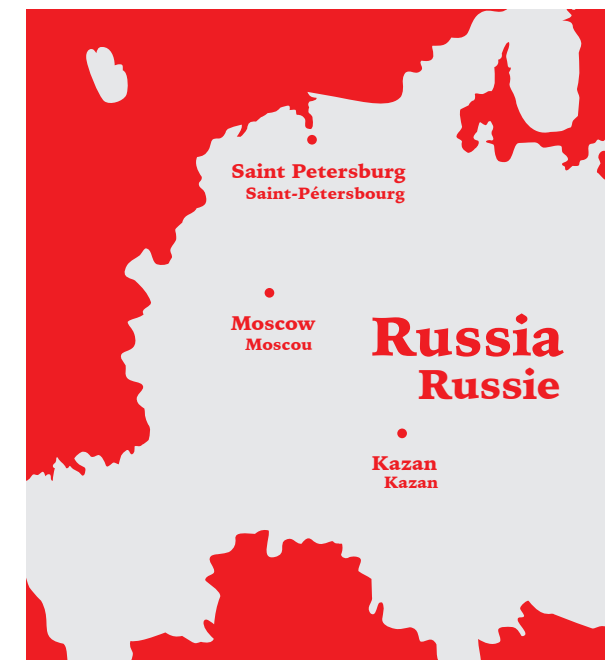 Saint Petersburg
Saint-Pétersbourg
Moscow
Moscou
Russia
Russie
Kazan
Kazan